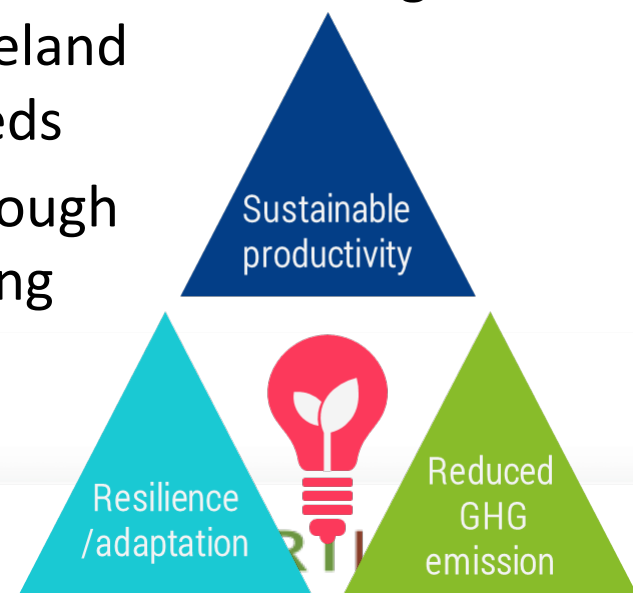 eland
eds
ough
ng
Sustainable
productivity
Resilience
/adaptation
Reduced
GHG
emission